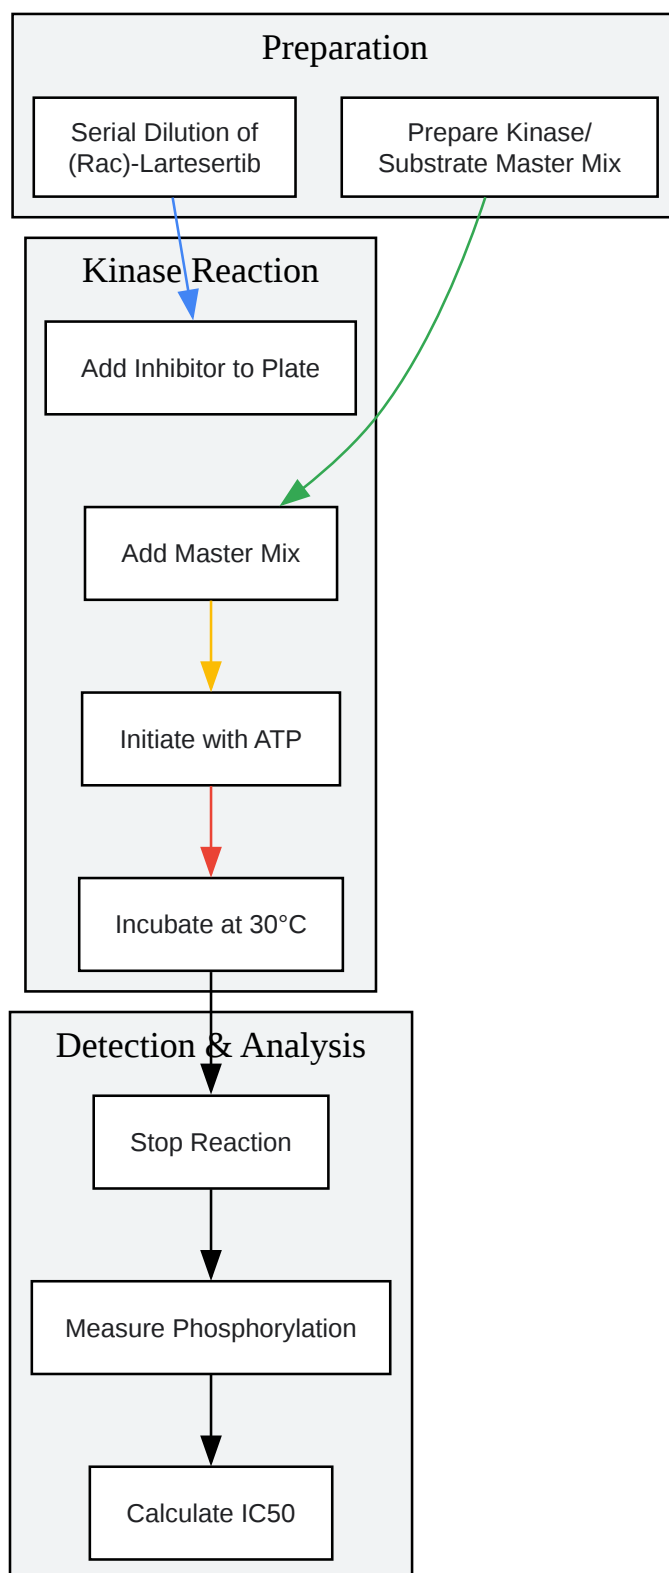 Preparation
Serial Dilution of
(Rac)-Lartesertib
Prepare Kinase/
Substrate Master Mix
Kinase Reaction
Add Inhibitor to Plate
Add Master Mix
Initiate with ATP
Incubate at 30°C
Detection & Analysis
Stop Reaction
Measure Phosphorylation
Calculate IC50